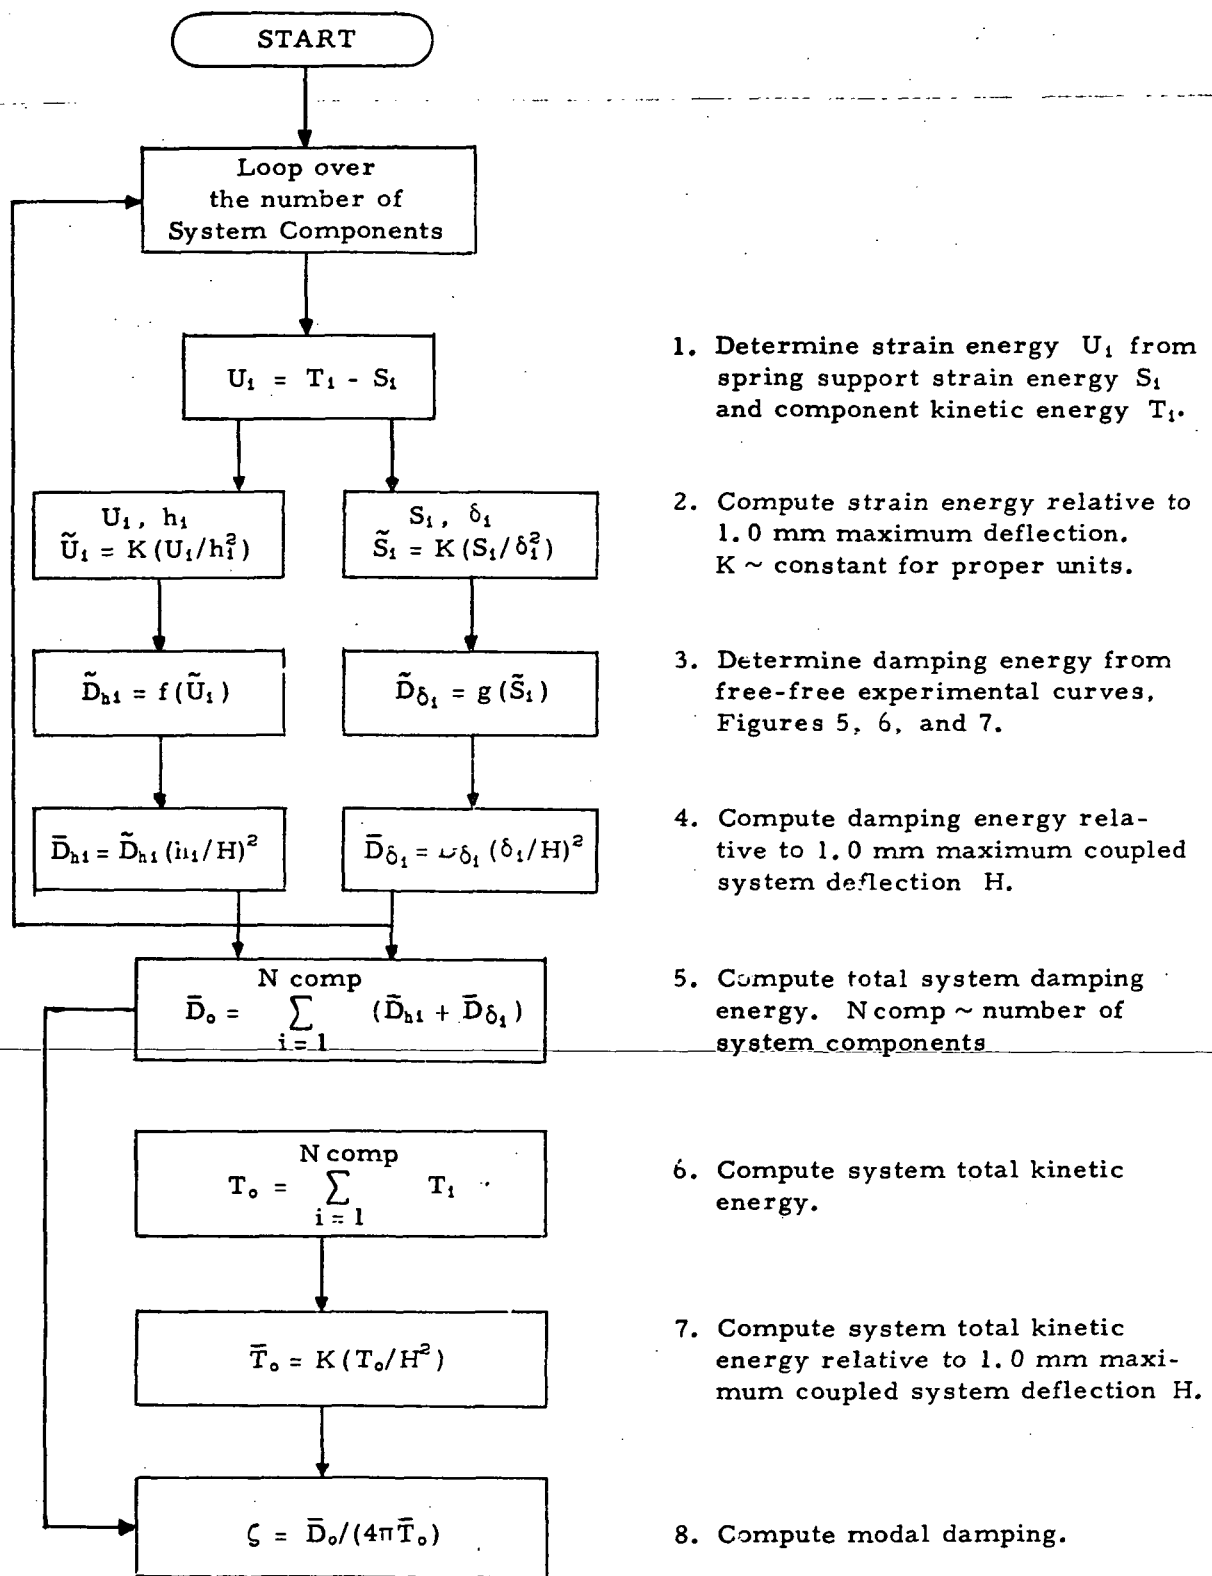 START
Loop over
the number of
System Components
U₁ = T₁ - S₁
1. Determine strain energy U₁ from
spring support strain energy S₁
and component kinetic energy T₁.
U₁, h₁
Ũ₁ = K(U₁/h₁²)
S₁, δ₁
S̃₁ = K(S₁/δ₁²)
2. Compute strain energy relative to
1.0 mm maximum deflection.
K ~ constant for proper units.
D̃ₕ₁ = f(Ũ₁)
D̃δ₁ = g(S̃₁)
3. Determine damping energy from
free-free experimental curves,
Figures 5, 6, and 7.
D̄ₕ₁ = D̃ₕ₁(h₁/H)²
D̄δ₁ = δ₁ (δ₁/H)²
4. Compute damping energy rela-
tive to 1.0 mm maximum coupled
system deflection H.
N comp
D̄ₒ = ∑ (D̄ₕ₁ + D̄δ₁)
i = 1
5. Compute total system damping
energy. N comp ~ number of
system components
N comp
Tₒ = ∑ T₁
i = 1
6. Compute system total kinetic
energy.
T̄ₒ = K(Tₒ/H²)
7. Compute system total kinetic
energy relative to 1.0 mm maxi-
mum coupled system deflection H.
ζ = D̄ₒ/(4πT̄ₒ)
8. Compute modal damping.